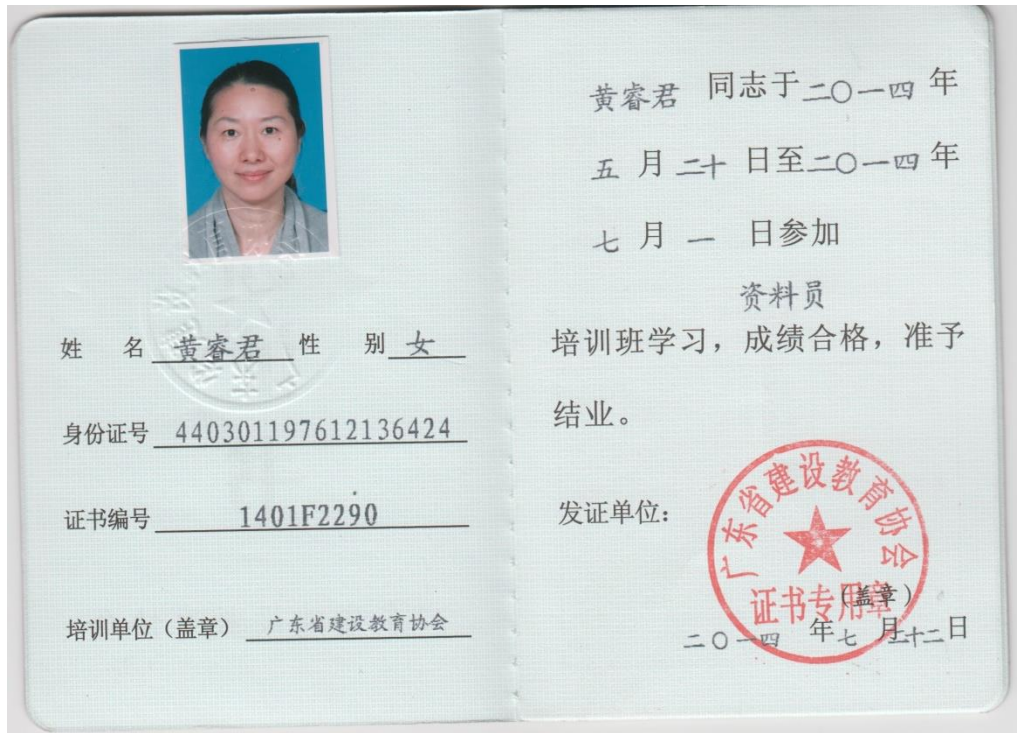 姓 名 黄睿君 性 别 女
身份证号 440301197612136424
证书编号 1401F2290
培训单位（盖章） 广东省建设教育协会
黄睿君 同志于二〇一四 年
五 月 二十 日至二〇一四 年
七 月 一 日参加
资料员
培训班学习，成绩合格，准予
结业。
发证单位：
广东省建设教育协会
证书专用章
（盖章）
二〇一四 年七 月二十二日